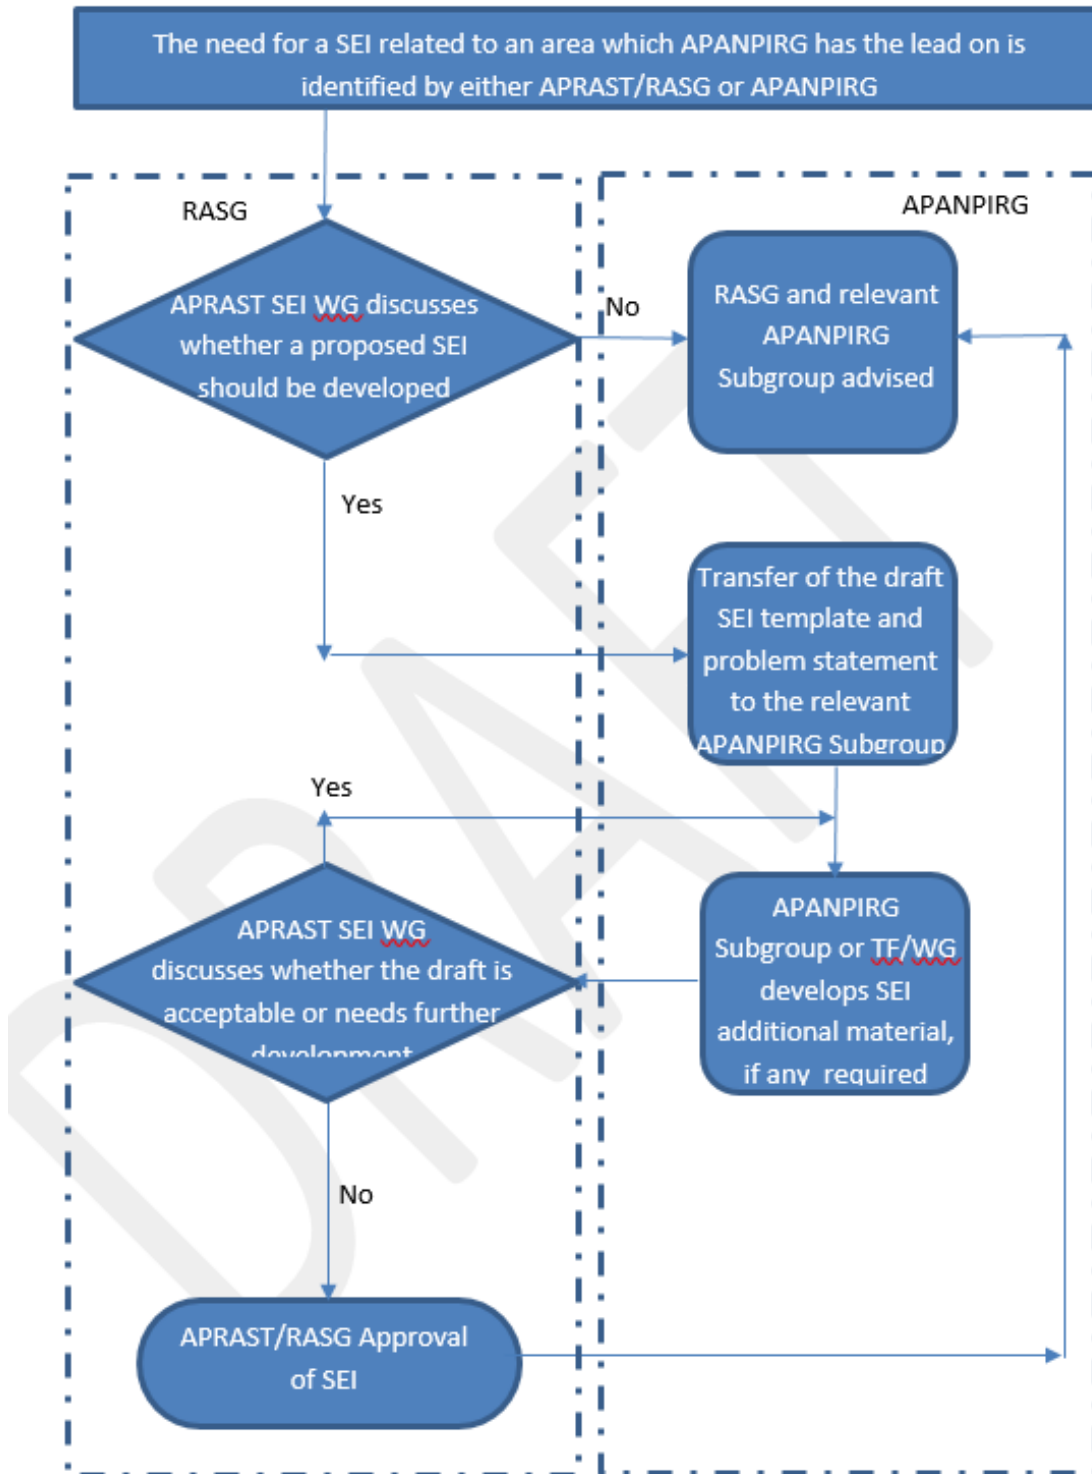 The need for a SEI related to an area which APANPIRG has the lead on is
identified by either APRAST/RASG or APANPIRG
RASG
APANPIRG
APRAST SEI WG discusses
whether a proposed SEI
should be developed
No
RASG and relevant
APANPIRG
Subgroup advised
Yes
Transfer of the draft
SEI template and
problem statement
to the relevant
APANPIRG Subgroup
Yes
APRAST SEI WG
discusses whether the draft is
acceptable or needs further
development
APANPIRG
Subgroup or TF/WG
develops SEI
additional material,
if any required
No
APRAST/RASG Approval
of SEI
DRAFT